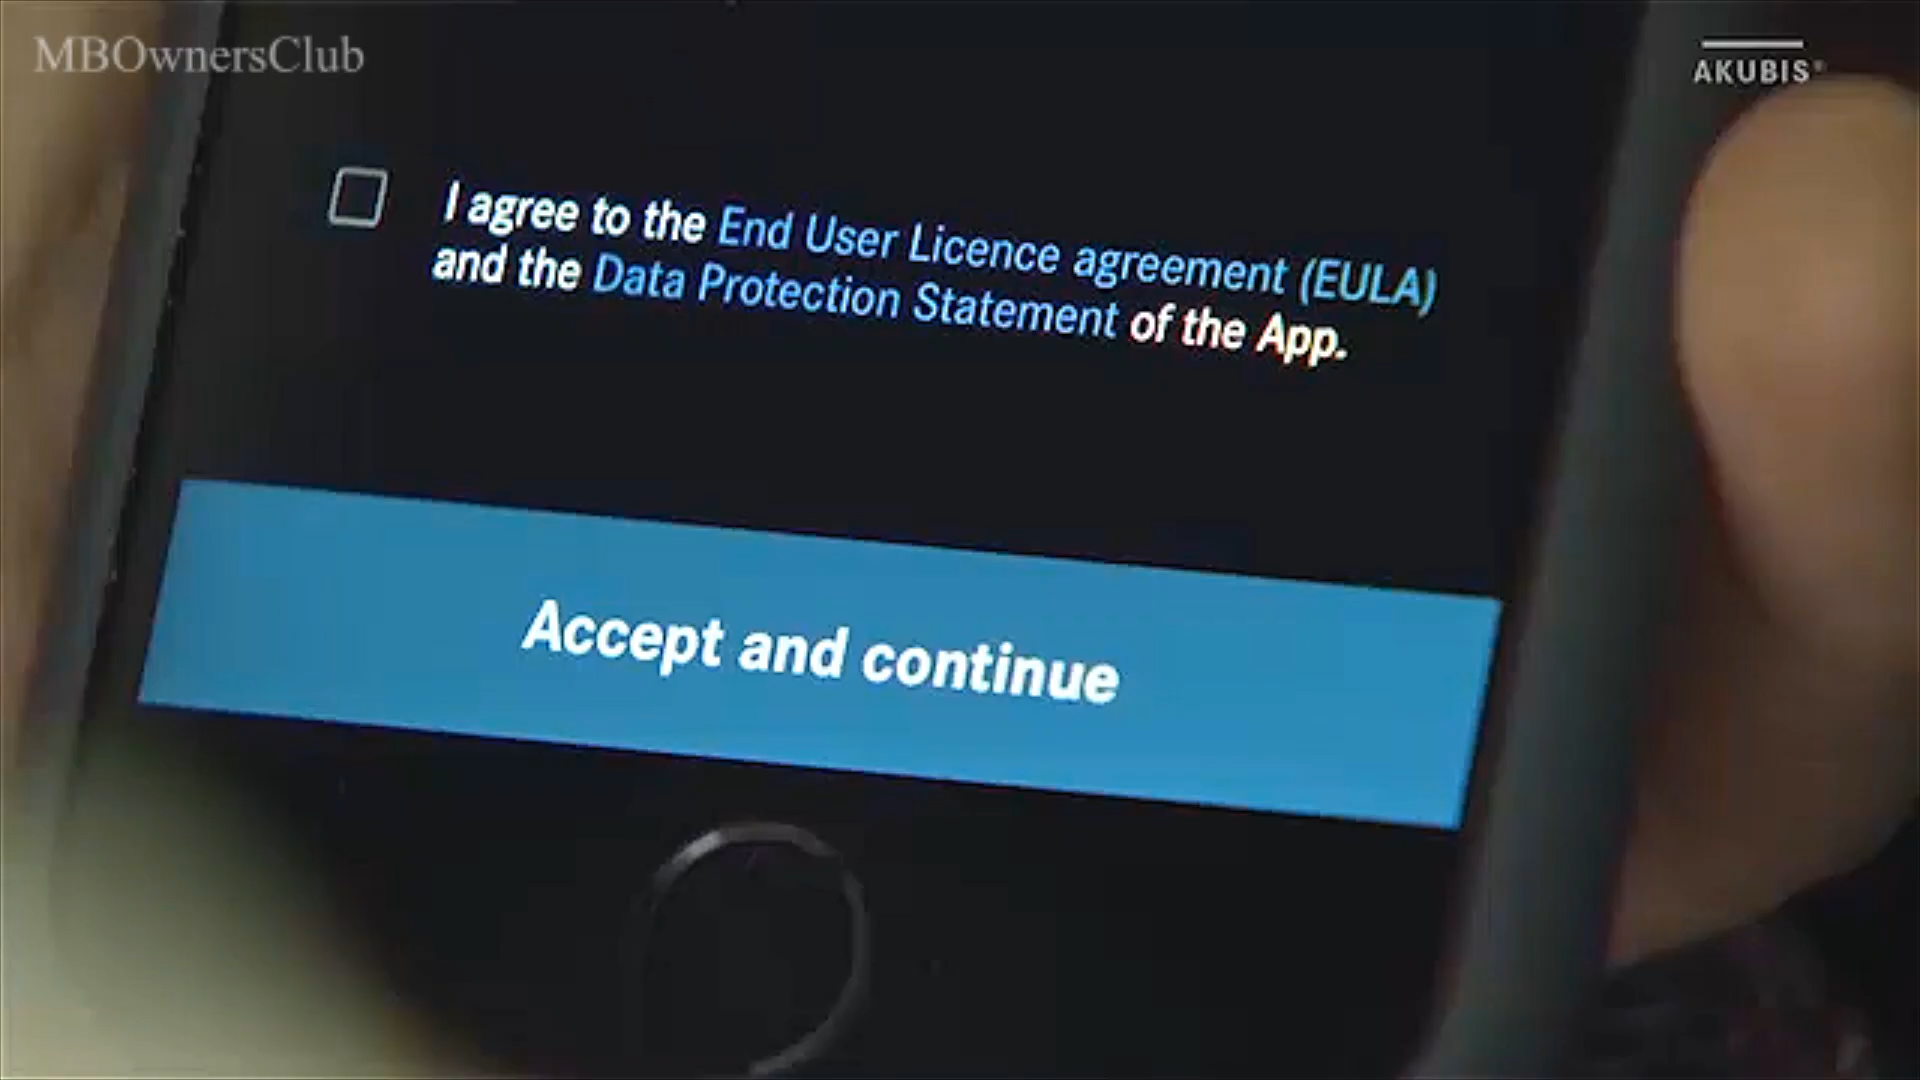 MBOwnersClub
AKUBIS®
I agree to the End User Licence agreement (EULA)
and the Data Protection Statement of the App.
Accept and continue